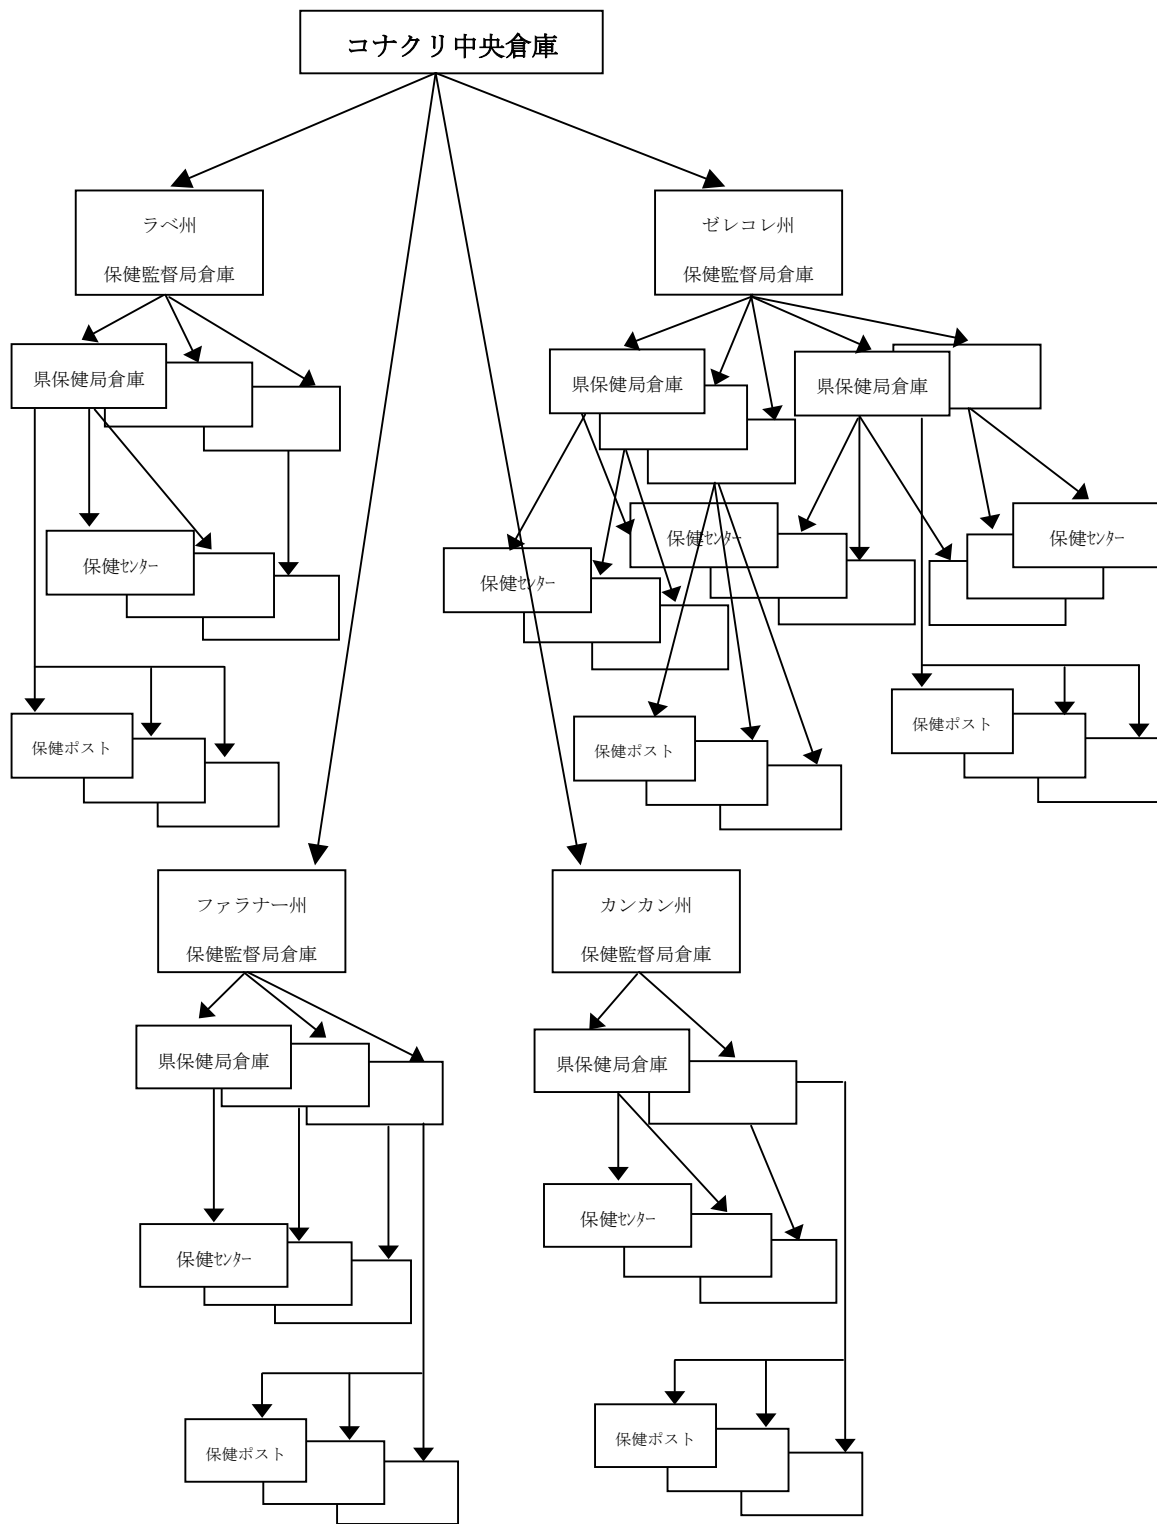 コナクリ中央倉庫
ラベ州
保健監督局倉庫
ゼレコレ州
保健監督局倉庫
県保健局倉庫
県保健局倉庫
県保健局倉庫
保健センター
保健センター
保健センター
保健センター
保健ポスト
保健ポスト
保健ポスト
ファラナー州
保健監督局倉庫
カンカン州
保健監督局倉庫
県保健局倉庫
県保健局倉庫
保健センター
保健センター
保健ポスト
保健ポスト